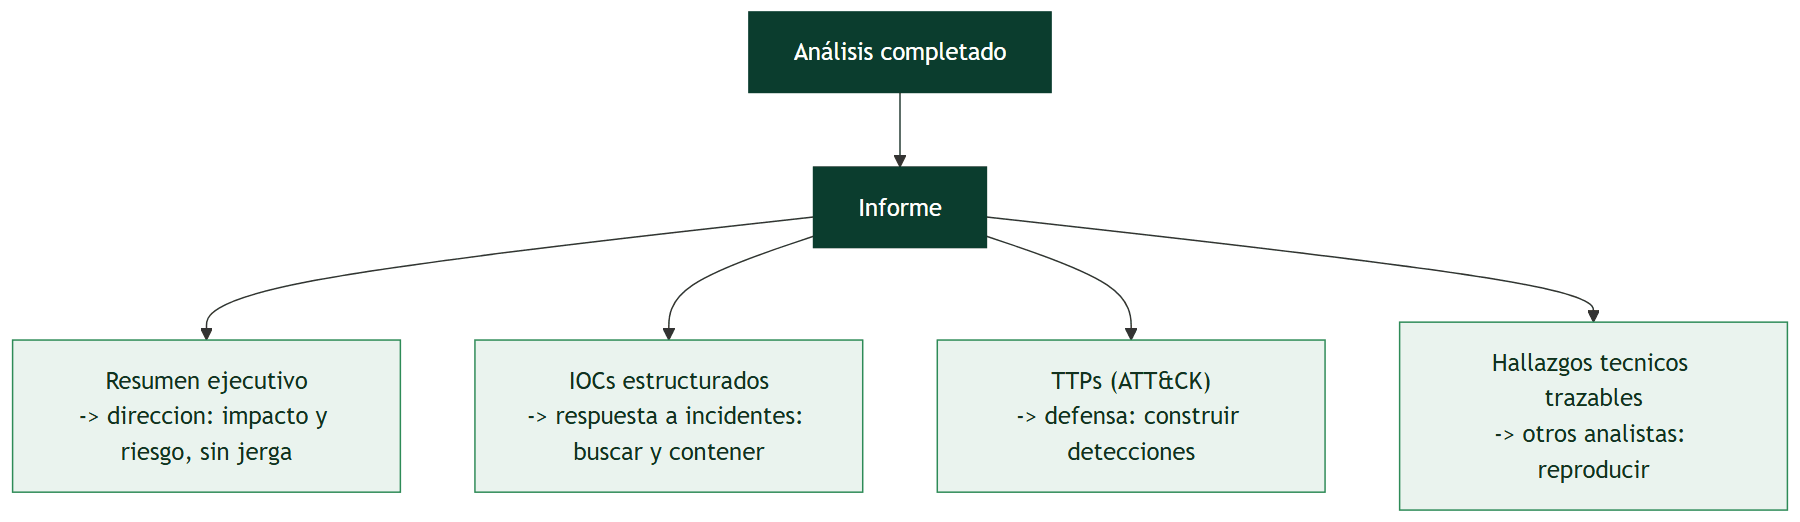 Análisis completado
Informe
Resumen ejecutivo
-> direccion: impacto y
riesgo, sin jerga
IOCs estructurados
-> respuesta a incidentes:
buscar y contener
TTPs (ATT&CK)
-> defensa: construir
detecciones
Hallazgos tecnicos
trazables
-> otros analistas:
reproducir